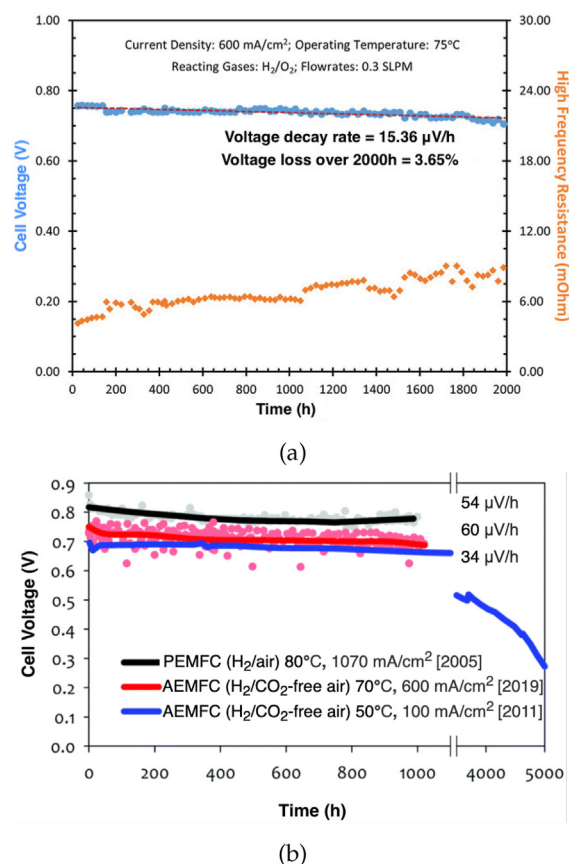 1.00
0.80
0.60
0.40
0.20
0.00
Cell Voltage (V)
Current Density: 600 mA/cm²; Operating Temperature: 75°C
Reacting Gases: H₂/O₂; Flowrates: 0.3 SLPM
Voltage decay rate = 15.36 µV/h
Voltage loss over 2000h = 3.65%
30.00
24.00
18.00
12.00
6.00
0.00
High Frequency Resistance (mOhm)
0 200 400 600 800 1000 1200 1400 1600 1800 2000
Time (h)
(a)
0.9
0.8
0.7
0.6
0.5
0.4
0.3
0.2
0.1
0.0
Cell Voltage (V)
54 µV/h
60 µV/h
34 µV/h
PEMFC (H₂/air) 80°C, 1070 mA/cm² [2005]
AEMFC (H₂/CO₂-free air) 70°C, 600 mA/cm² [2019]
AEMFC (H₂/CO₂-free air) 50°C, 100 mA/cm² [2011]
0 200 400 600 800 1000 4000 5000
Time (h)
(b)